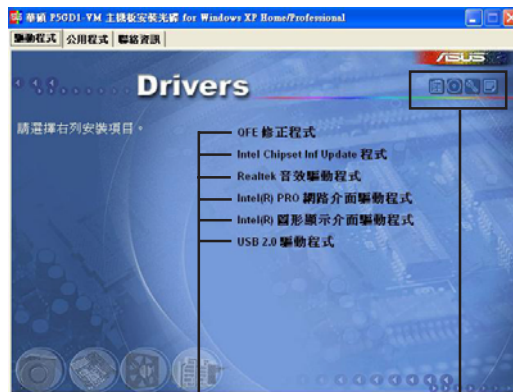 華碩 P5GD1-VM 主機板安裝光碟 for Windows XP Home/Professional
驅動程式 公用程式 聯絡資訊
/ISUS
Drivers
請選擇右列安裝項目。
QFE 修正程式
Intel Chipset Inf Update 程式
Realtek 音效驅動程式
Intel(R) PRO 網路介面驅動程式
Intel(R) 圖形顯示介面驅動程式
USB 2.0 驅動程式